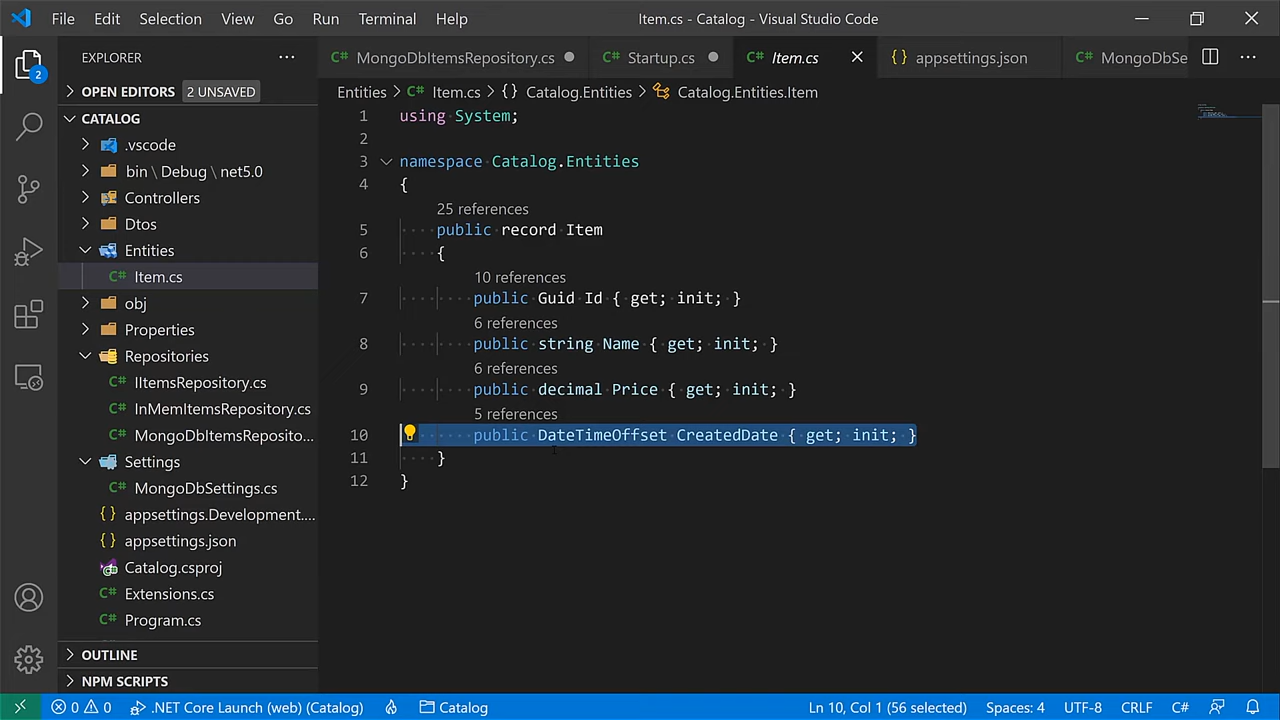 File Edit Selection View Go Run Terminal Help Item.cs - Catalog - Visual Studio Code
EXPLORER
2
OPEN EDITORS 2 UNSAVED
CATALOG
.vscode
bin \ Debug \ net5.0
Controllers
Dtos
Entities
Item.cs
obj
Properties
Repositories
IItemsRepository.cs
InMemItemsRepository.cs
MongoDbItemsReposito...
Settings
MongoDbSettings.cs
appsettings.Development....
appsettings.json
Catalog.csproj
Extensions.cs
Program.cs
OUTLINE
NPM SCRIPTS
MongoDbItemsRepository.cs Startup.cs Item.cs appsettings.json MongoDbSe
Entities > Item.cs > {} Catalog.Entities > Catalog.Entities.Item
1 using System;
2
3 namespace Catalog.Entities
4 {
25 references
5 public record Item
6 {
10 references
7 public Guid Id { get; init; }
6 references
8 public string Name { get; init; }
6 references
9 public decimal Price { get; init; }
5 references
10 public DateTimeOffset CreatedDate { get; init; }
11 }
12 }
0 0 .NET Core Launch (web) (Catalog) Catalog Ln 10, Col 1 (56 selected) Spaces: 4 UTF-8 CRLF C#